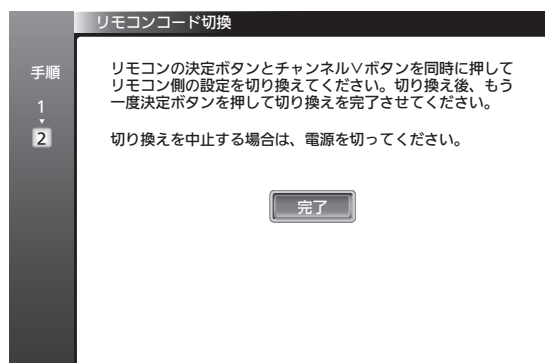 リモコンコード切換
手順
1
2
リモコンの決定ボタンとチャンネル∨ボタンを同時に押して
リモコン側の設定を切り換えてください。切り換え後、もう
一度決定ボタンを押して切り換えを完了させてください。
切り換えを中止する場合は、電源を切ってください。
完了